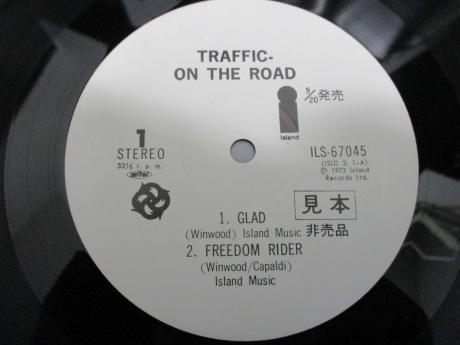 TRAFFIC-
ON THE ROAD
9/20発売
Island
1
STEREO
33⅓ r. p. m.
ILS-67045
(ISLD 3. 1-A)
Ⓟ 1973 Island
Records Ltd.
1. GLAD
(Winwood) Island Music
見本
非売品
2. FREEDOM RIDER
(Winwood/Capaldi)
Island Music